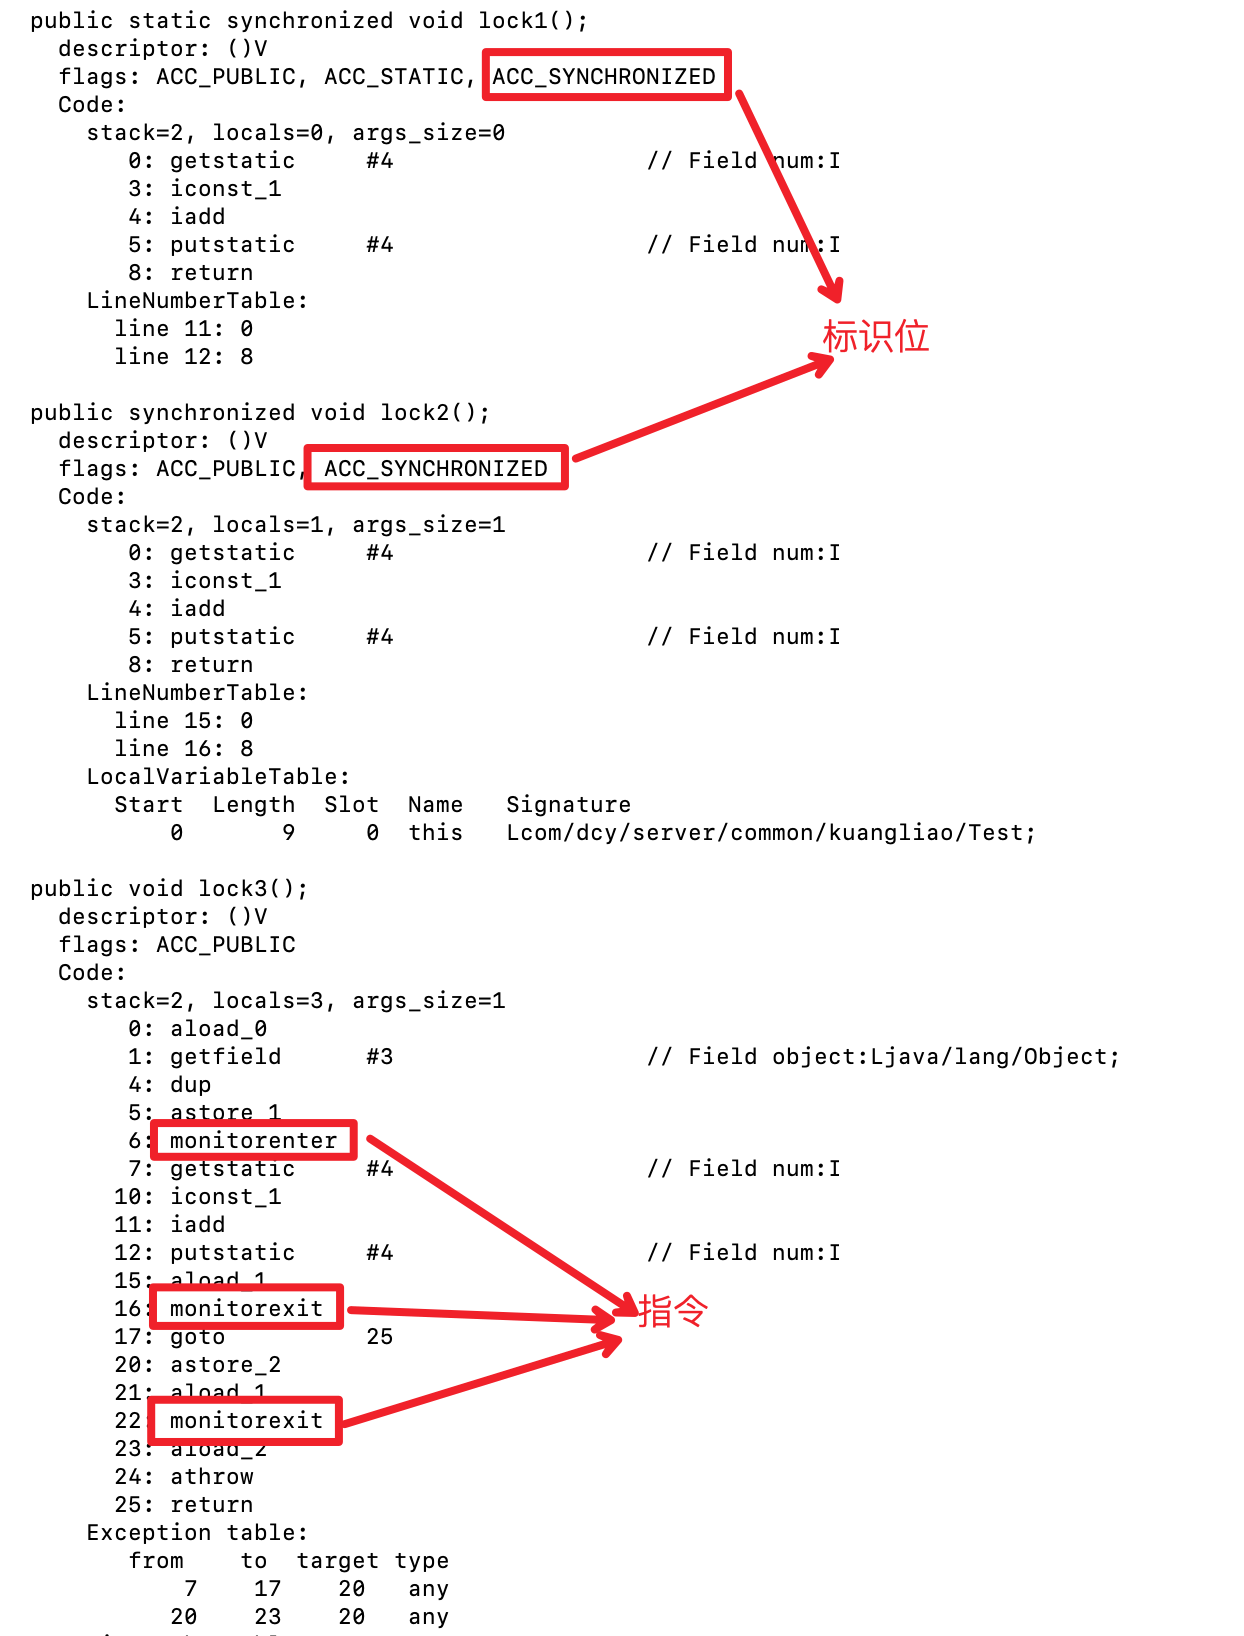 public static synchronized void lock1();
descriptor: ()V
flags: ACC_PUBLIC, ACC_STATIC, ACC_SYNCHRONIZED
Code:
stack=2, locals=0, args_size=0
0: getstatic #4 // Field num:I
3: iconst_1
4: iadd
5: putstatic #4 // Field num:I
8: return
LineNumberTable:
line 11: 0
line 12: 8
标识位
public synchronized void lock2();
descriptor: ()V
flags: ACC_PUBLIC, ACC_SYNCHRONIZED
Code:
stack=2, locals=1, args_size=1
0: getstatic #4 // Field num:I
3: iconst_1
4: iadd
5: putstatic #4 // Field num:I
8: return
LineNumberTable:
line 15: 0
line 16: 8
LocalVariableTable:
Start Length Slot Name Signature
0 9 0 this Lcom/dcy/server/common/kuangliao/Test;
public void lock3();
descriptor: ()V
flags: ACC_PUBLIC
Code:
stack=2, locals=3, args_size=1
0: aload_0
1: getfield #3 // Field object:Ljava/lang/Object;
4: dup
5: astore_1
6: monitorenter
7: getstatic #4 // Field num:I
10: iconst_1
11: iadd
12: putstatic #4 // Field num:I
15: aload_1
16: monitorexit
指令
17: goto 25
20: astore_2
21: aload_1
22: monitorexit
23: aload_2
24: athrow
25: return
Exception table:
from to target type
7 17 20 any
20 23 20 any